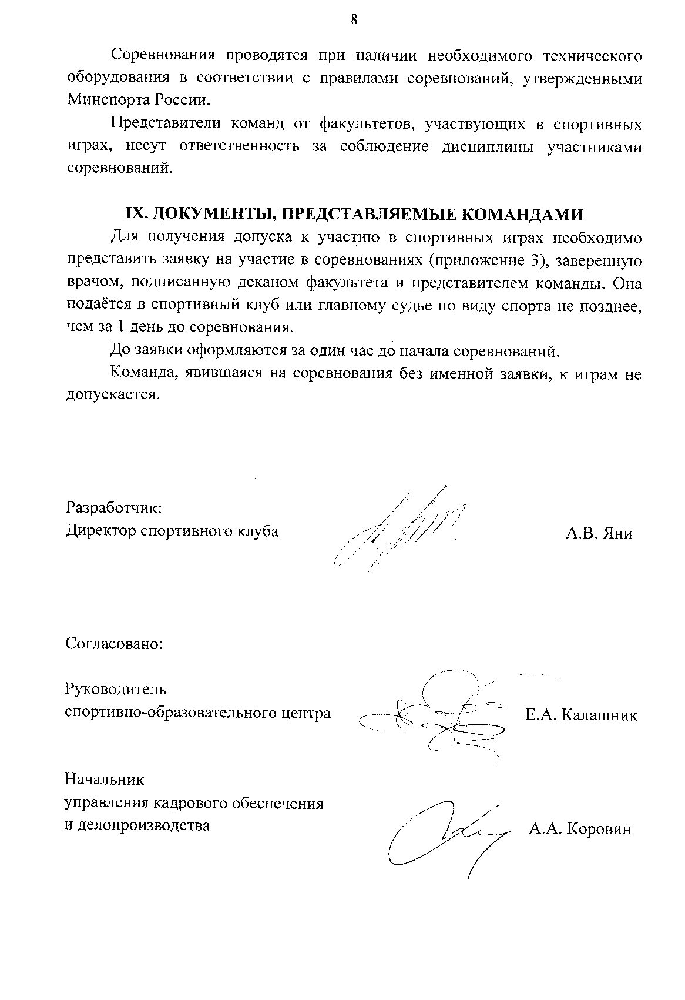 8
Соревнования проводятся при наличии необходимого технического
оборудования в соответствии с правилами соревнований, утвержденными
Минспорта России.
Представители команд от факультетов, участвующих в спортивных
играх, несут ответственность за соблюдение дисциплины участниками
соревнований.
IX. ДОКУМЕНТЫ, ПРЕДСТАВЛЯЕМЫЕ КОМАНДАМИ
Для получения допуска к участию в спортивных играх необходимо
представить заявку на участие в соревнованиях (приложение 3), заверенную
врачом, подписанную деканом факультета и представителем команды. Она
подаётся в спортивный клуб или главному судье по виду спорта не позднее,
чем за 1 день до соревнования.
До заявки оформляются за один час до начала соревнований.
Команда, явившаяся на соревнования без именной заявки, к играм не
допускается.
Разработчик:
Директор спортивного клуба А.В. Яни
Согласовано:
Руководитель
спортивно-образовательного центра Е.А. Калашник
Начальник
управления кадрового обеспечения
и делопроизводства А.А. Коровин